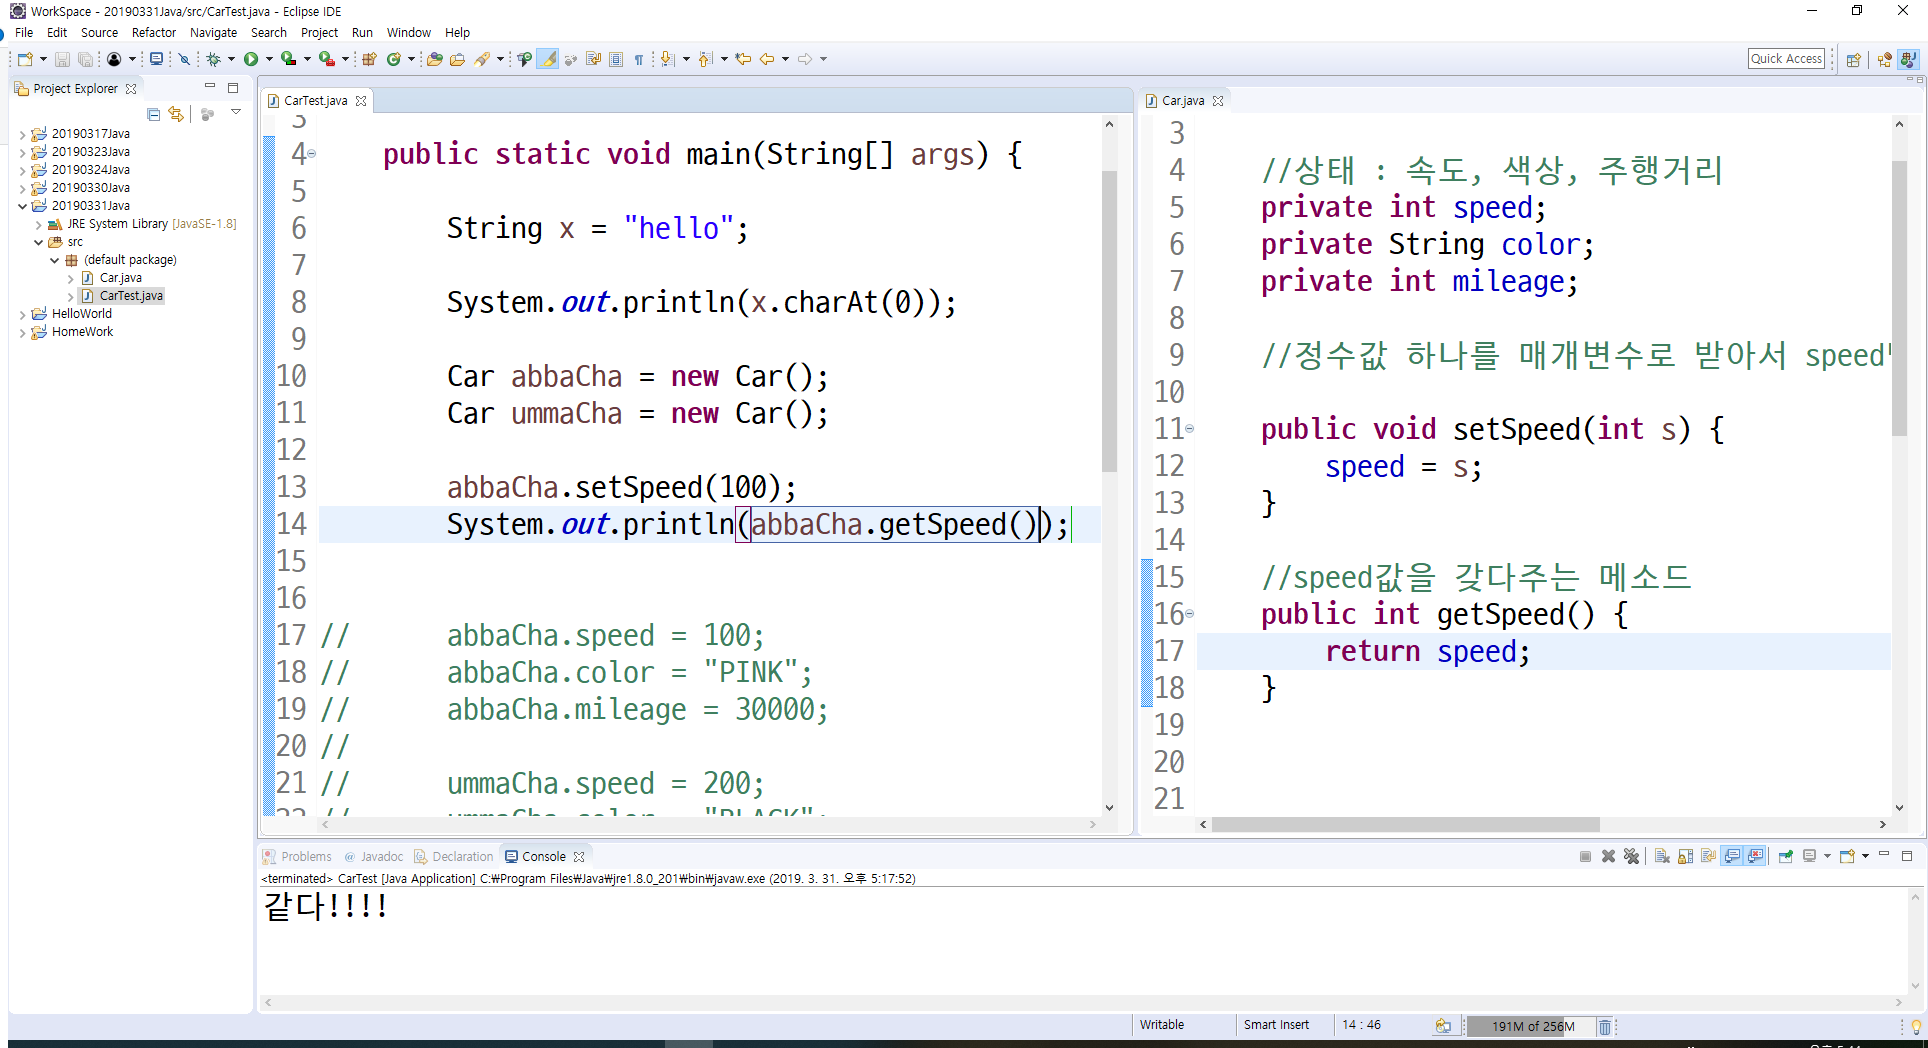 WorkSpace - 20190331Java/src/CarTest.java - Eclipse IDE
File Edit Source Refactor Navigate Search Project Run Window Help
Quick Access
Project Explorer
20190317Java
20190323Java
20190324Java
20190330Java
20190331Java
JRE System Library [JavaSE-1.8]
src
(default package)
Car.java
CarTest.java
HelloWorld
HomeWork
CarTest.java
3
4 public static void main(String[] args) {
5
6 String x = "hello";
7
8 System.out.println(x.charAt(0));
9
10 Car abbaCha = new Car();
11 Car ummaCha = new Car();
12
13 abbaCha.setSpeed(100);
14 System.out.println(abbaCha.getSpeed());
15
16
17 // abbaCha.speed = 100;
18 // abbaCha.color = "PINK";
19 // abbaCha.mileage = 30000;
20 //
21 // ummaCha.speed = 200;
22 // ummaCha.color = "BLACK";
Car.java
3
4 //상태 : 속도, 색상, 주행거리
5 private int speed;
6 private String color;
7 private int mileage;
8
9 //정수값 하나를 매개변수로 받아서 speed
10
11 public void setSpeed(int s) {
12 speed = s;
13 }
14
15 //speed값을 갖다주는 메소드
16 public int getSpeed() {
17 return speed;
18 }
19
20
21
Problems @ Javadoc Declaration Console
<terminated> CarTest [Java Application] C:₩Program Files₩Java₩jre1.8.0_201₩bin₩javaw.exe (2019. 3. 31. 오후 5:17:52)
같다!!!!
Writable Smart Insert 14 : 46 191M of 256M